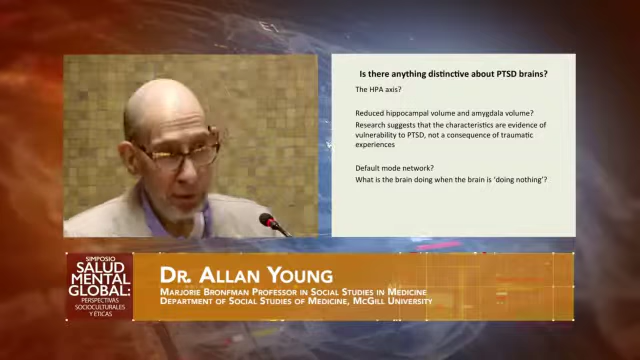 Is there anything distinctive about PTSD brains?
The HPA axis?
Reduced hippocampal volume and amygdala volume?
Research suggests that the characteristics are evidence of
vulnerability to PTSD, not a consequence of traumatic
experiences
Default mode network?
What is the brain doing when the brain is ‘doing nothing’?
SIMPOSIO
SALUD
MENTAL
GLOBAL:
PERSPECTIVAS
SOCIOCULTURALES
Y ÉTICAS
DR. ALLAN YOUNG
MARJORIE BRONFMAN PROFESSOR IN SOCIAL STUDIES IN MEDICINE
DEPARTMENT OF SOCIAL STUDIES OF MEDICINE, MCGILL UNIVERSITY